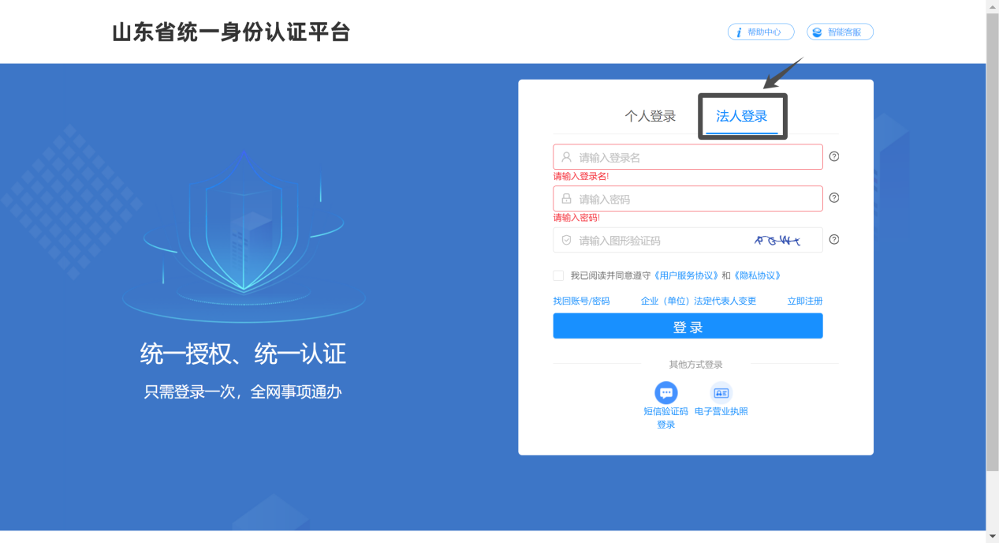 山东省统一身份认证平台
帮助中心
智能客服
个人登录
法人登录
请输入登录名
请输入登录名!
请输入密码
请输入密码!
请输入图形验证码
我已阅读并同意遵守《用户服务协议》和《隐私协议》
找回账号/密码
企业（单位）法定代表人变更
立即注册
登 录
其他方式登录
短信验证码
登录
电子营业执照
统一授权、统一认证
只需登录一次，全网事项通办